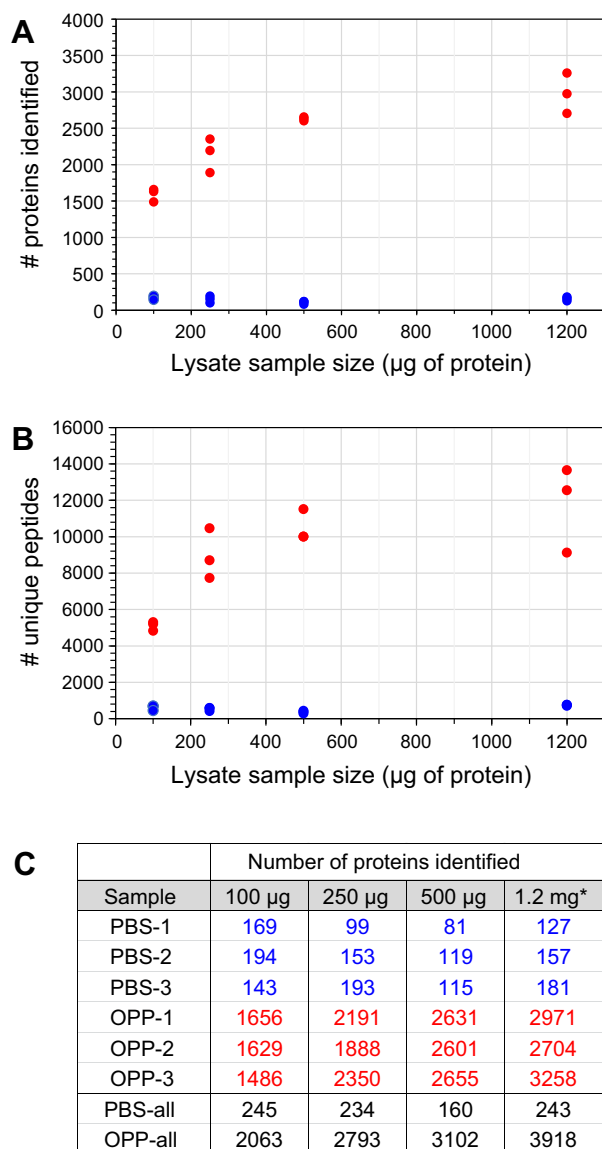 A
4000
3500
3000
2500
2000
1500
1000
500
0
# proteins identified
0 200 400 600 800 1000 1200
Lysate sample size (µg of protein)
B
16000
14000
12000
10000
8000
6000
4000
2000
0
# unique peptides
0 200 400 600 800 1000 1200
Lysate sample size (µg of protein)
C
Number of proteins identified
Sample 100 µg 250 µg 500 µg 1.2 mg*
PBS-1 169 99 81 127
PBS-2 194 153 119 157
PBS-3 143 193 115 181
OPP-1 1656 2191 2631 2971
OPP-2 1629 1888 2601 2704
OPP-3 1486 2350 2655 3258
PBS-all 245 234 160 243
OPP-all 2063 2793 3102 3918